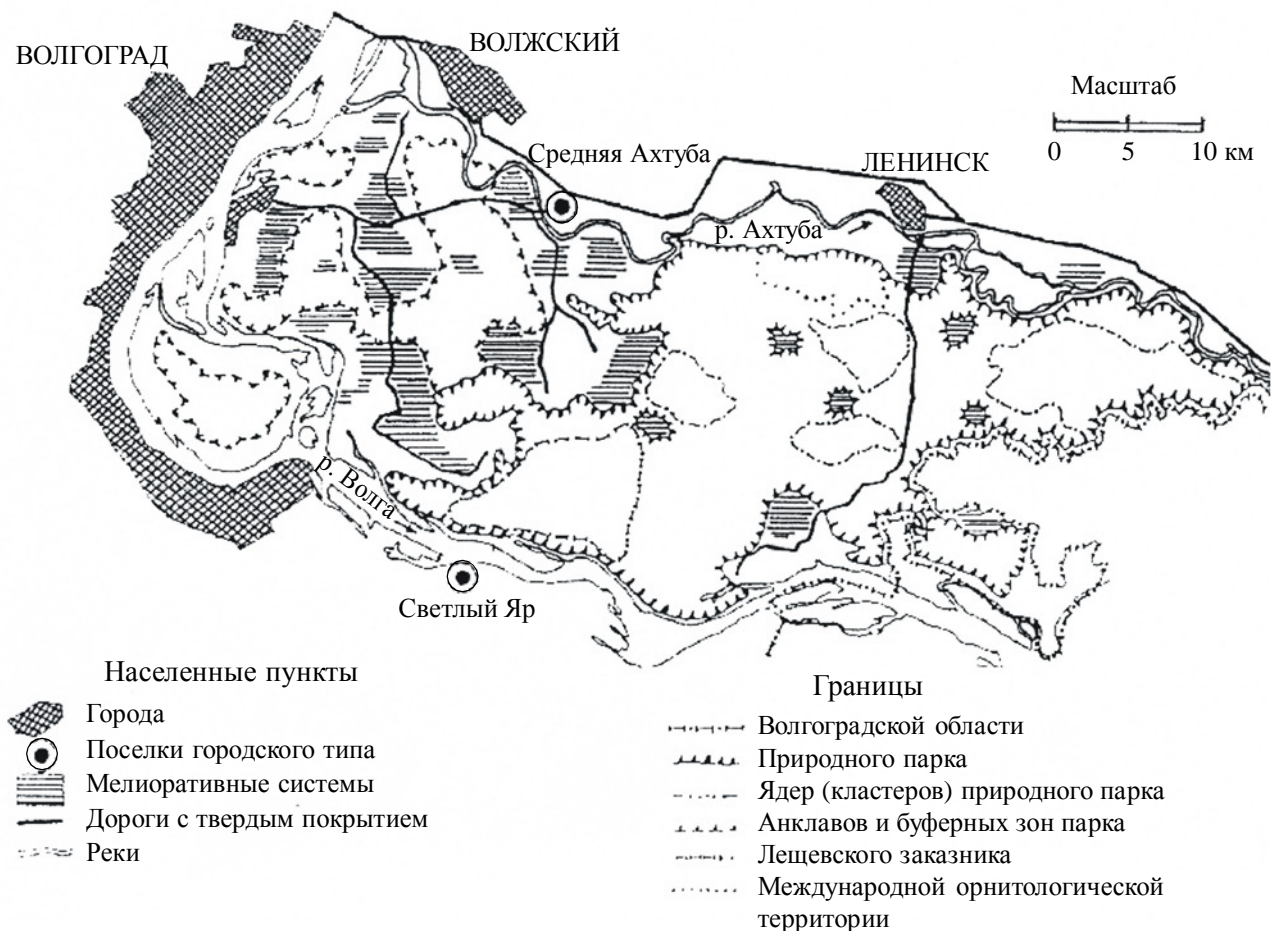 ВОЛГОГРАД
ВОЛЖСКИЙ
Масштаб
0 5 10 км
Средняя Ахтуба
ЛЕНИНСК
р. Ахтуба
р. Волга
Светлый Яр
Населенные пункты
Города
Поселки городского типа
Мелиоративные системы
Дороги с твердым покрытием
Реки
Границы
Волгоградской области
Природного парка
Ядер (кластеров) природного парка
Анклавов и буферных зон парка
Лещевского заказника
Международной орнитологической
территории